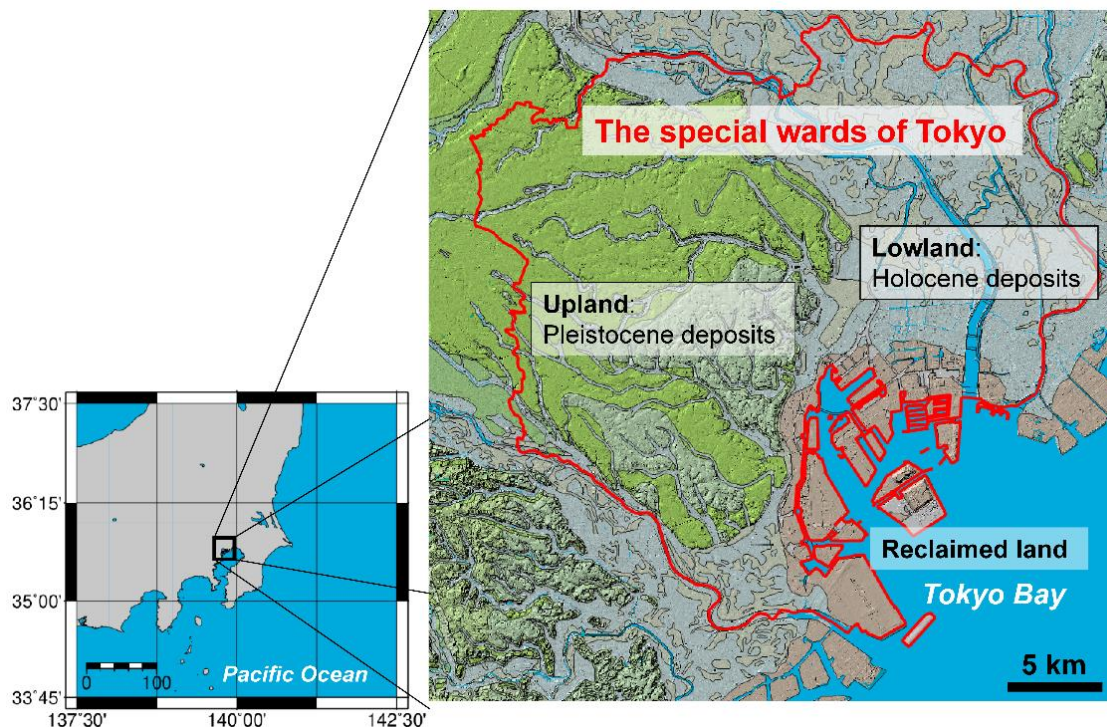 The special wards of Tokyo
Lowland:
Holocene deposits
Upland:
Pleistocene deposits
Reclaimed land
Tokyo Bay
5 km
37˚30'
36˚15'
35˚00'
33˚45'
0 100
Pacific Ocean
137˚30' 140˚00' 142˚30'